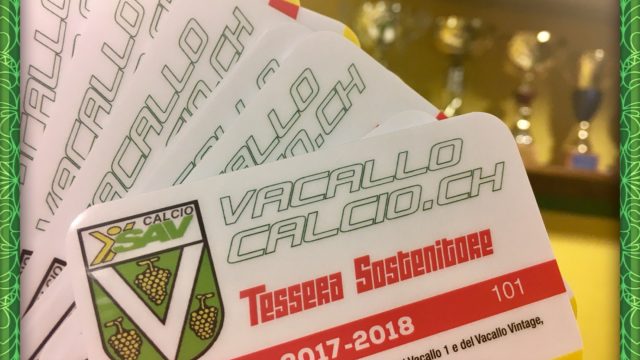 VACALLO
CALCIO.CH
CALCIO
SAV
Tessera Sostenitore
101
2017-2018
Vacallo 1 e del Vacallo Vintage,